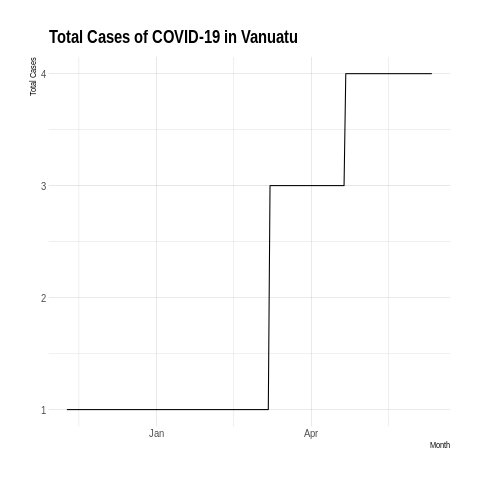 Total Cases of COVID-19 in Vanuatu
Total Cases
4
3
2
1
Jan Apr
Month